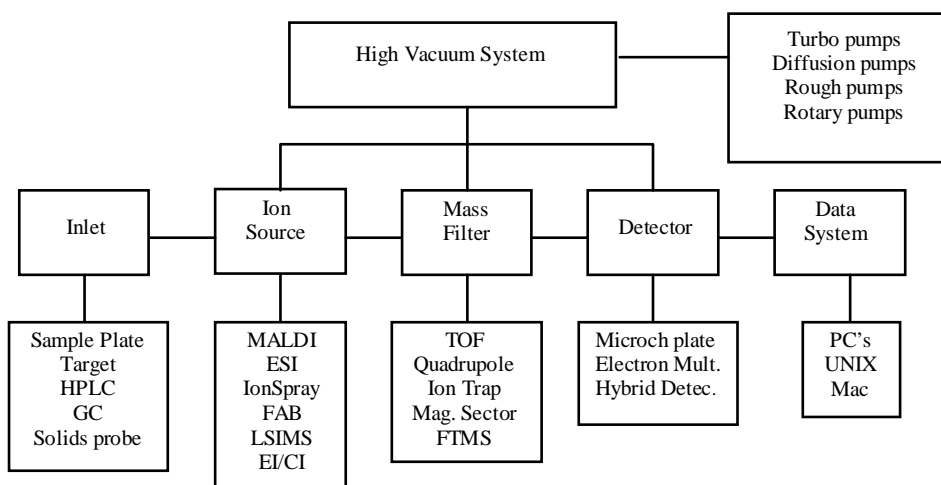 High Vacuum System
Turbo pumps
Diffusion pumps
Rough pumps
Rotary pumps
Inlet
Ion
Source
Mass
Filter
Detector
Data
System
Sample Plate
Target
HPLC
GC
Solids probe
MALDI
ESI
IonSpray
FAB
LSIMS
EI/CI
TOF
Quadrupole
Ion Trap
Mag. Sector
FTMS
Microch plate
Electron Mult.
Hybrid Detec.
PC's
UNIX
Mac